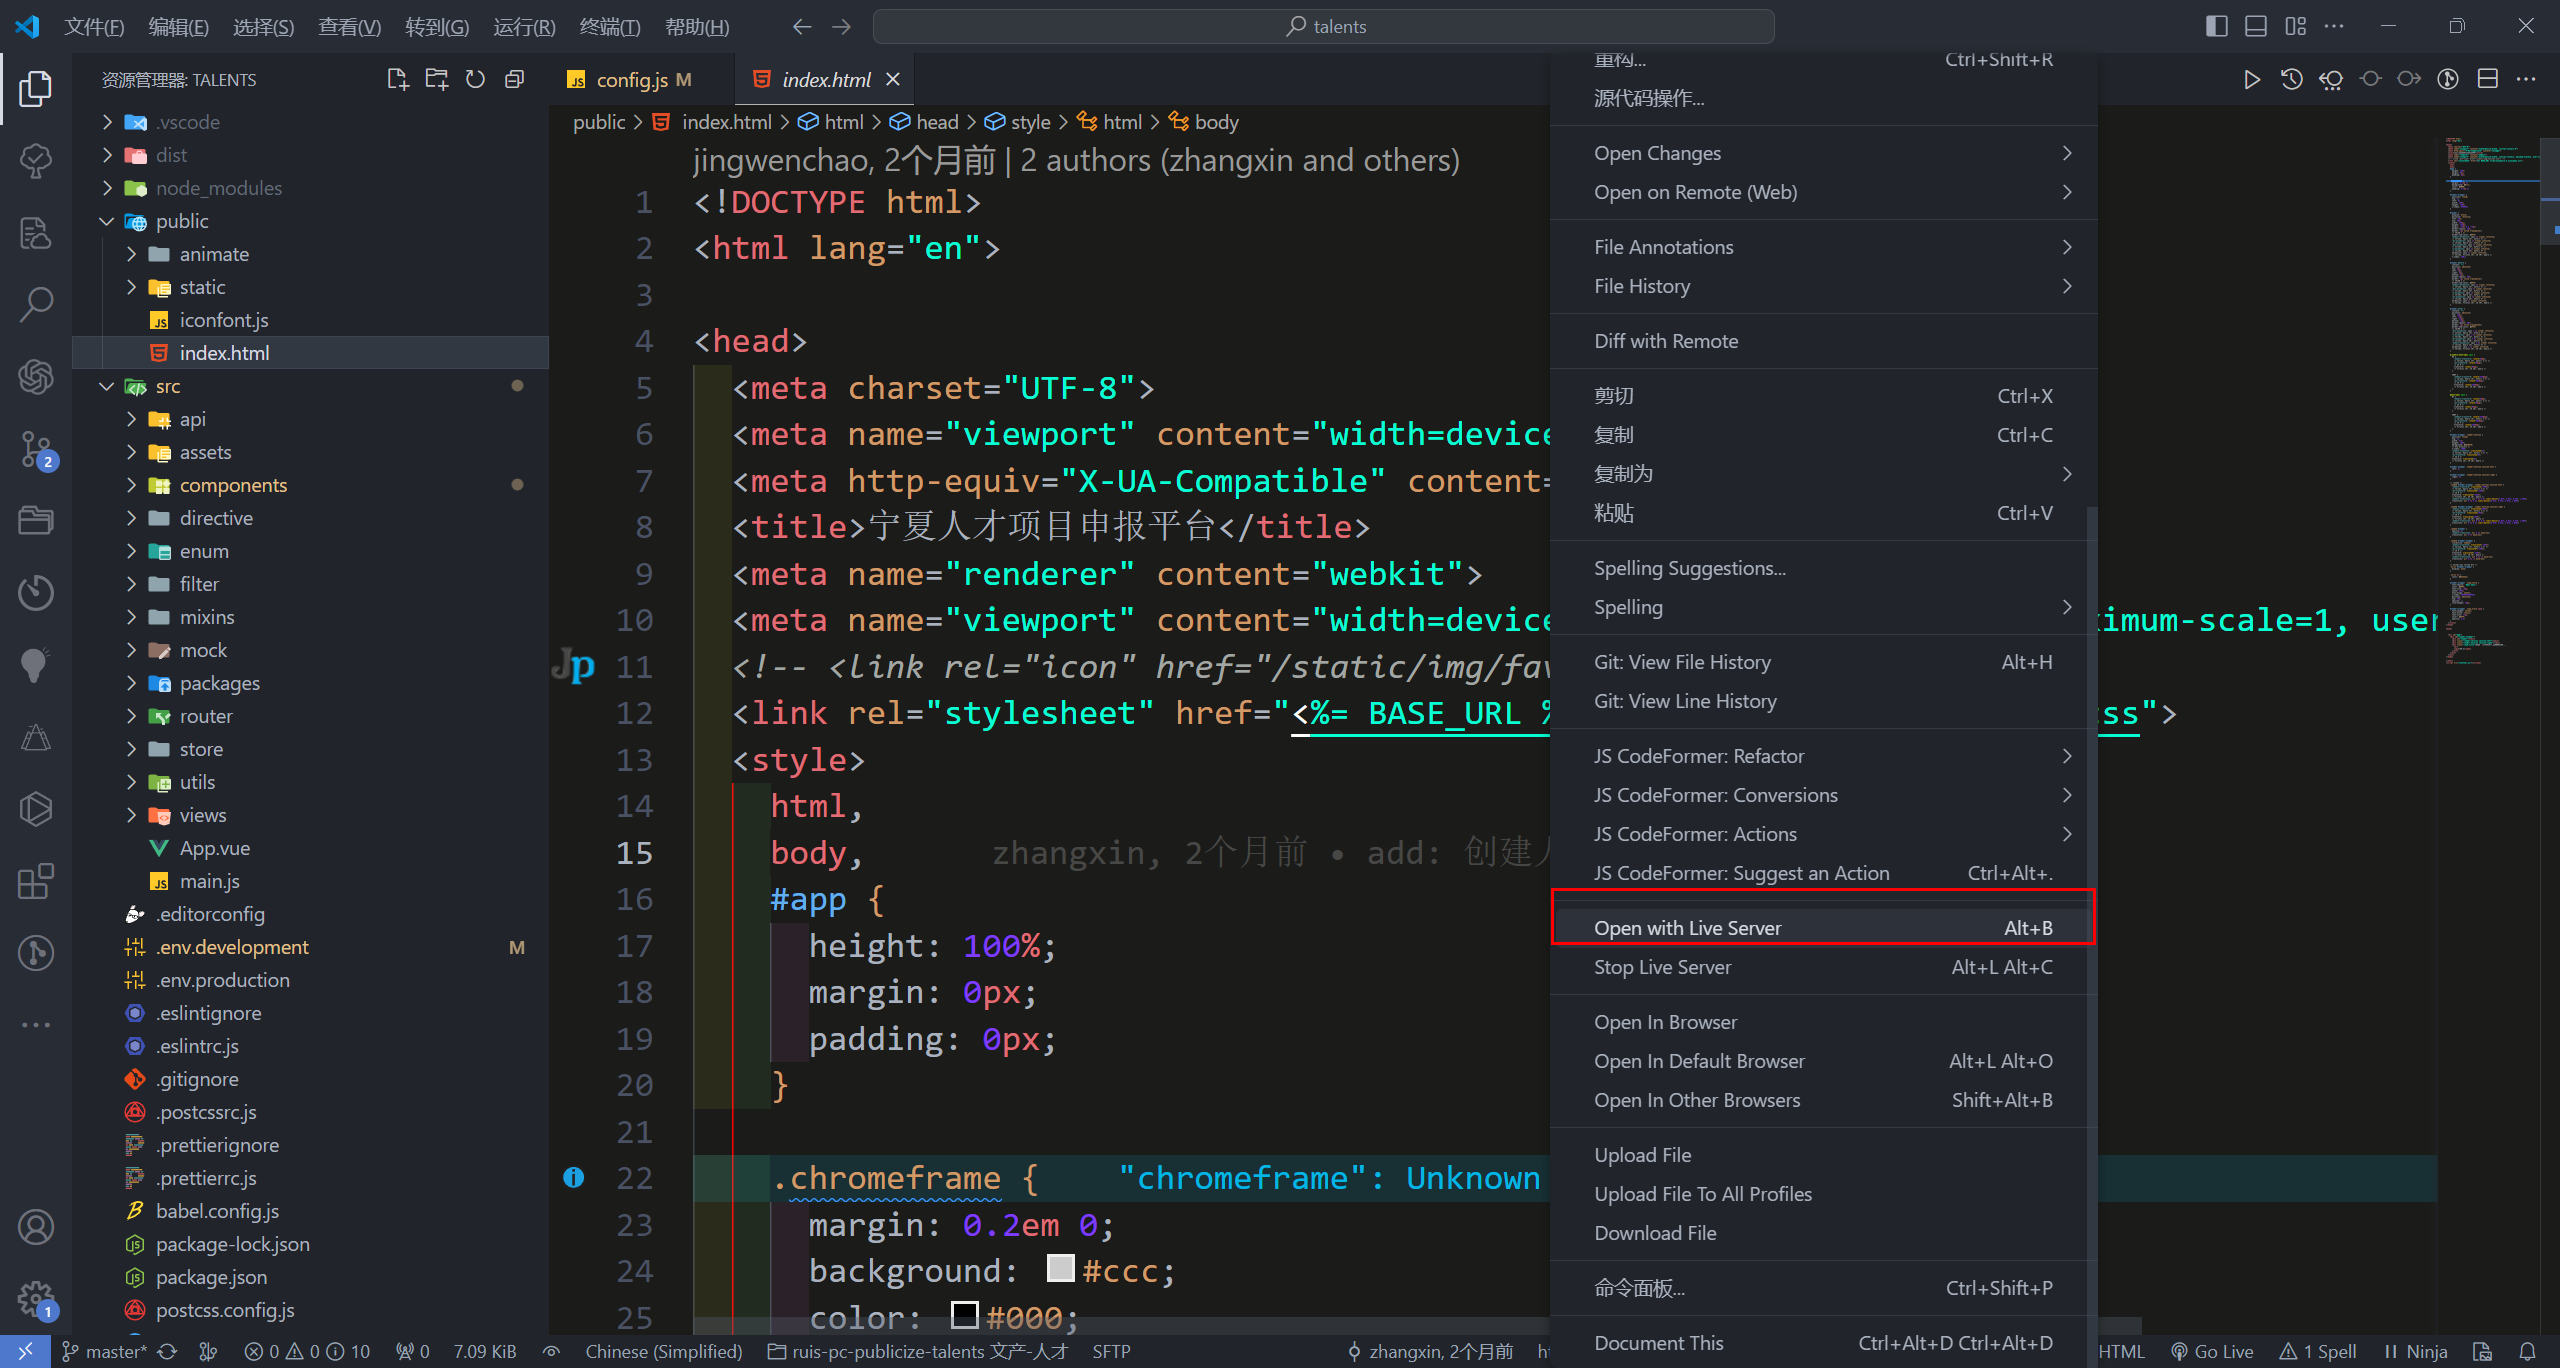 文件(F) 编辑(E) 选择(S) 查看(V) 转到(G) 运行(R) 终端(T) 帮助(H)
talents
资源管理器: TALENTS
.vscode
dist
node_modules
public
animate
static
iconfont.js
index.html
src
api
assets
components
directive
enum
filter
mixins
mock
packages
router
store
utils
views
App.vue
main.js
.editorconfig
.env.development M
.env.production
.eslintignore
.eslintrc.js
.gitignore
.postcssrc.js
.prettierignore
.prettierrc.js
babel.config.js
package-lock.json
package.json
postcss.config.js
2
1
config.js M
index.html
public > index.html > html > head > style > html > body
jingwenchao, 2个月前 | 2 authors (zhangxin and others)
1 <!DOCTYPE html>
2 <html lang="en">
3
4 <head>
5 <meta charset="UTF-8">
6 <meta name="viewport" content="width=device
7 <meta http-equiv="X-UA-Compatible" content=
8 <title>宁夏人才项目申报平台</title>
9 <meta name="renderer" content="webkit">
10 <meta name="viewport" content="width=device imum-scale=1, user
Jp
11 <!-- <link rel="icon" href="/static/img/fav
12 <link rel="stylesheet" href="<%= BASE_URL % ss">
13 <style>
14 html,
15 body, zhangxin, 2个月前 • add: 创建
16 #app {
17 height: 100%;
18 margin: 0px;
19 padding: 0px;
20 }
21
22 .chromeframe { "chromeframe": Unknown
23 margin: 0.2em 0;
24 background: #ccc;
25 color: #000;
重构... Ctrl+Shift+R
源代码操作...
Open Changes
Open on Remote (Web)
File Annotations
File History
Diff with Remote
剪切 Ctrl+X
复制 Ctrl+C
复制为
粘贴 Ctrl+V
Spelling Suggestions...
Spelling
Git: View File History Alt+H
Git: View Line History
JS CodeFormer: Refactor
JS CodeFormer: Conversions
JS CodeFormer: Actions
JS CodeFormer: Suggest an Action Ctrl+Alt+.
Open with Live Server Alt+B
Stop Live Server Alt+L Alt+C
Open In Browser
Open In Default Browser Alt+L Alt+O
Open In Other Browsers Shift+Alt+B
Upload File
Upload File To All Profiles
Download File
命令面板... Ctrl+Shift+P
Document This Ctrl+Alt+D Ctrl+Alt+D
master* 0 0 10 0 7.09 KiB Chinese (Simplified) ruis-pc-publicize-talents 文产-人才 SFTP zhangxin, 2个月前 HTML Go Live 1 Spell Ninja